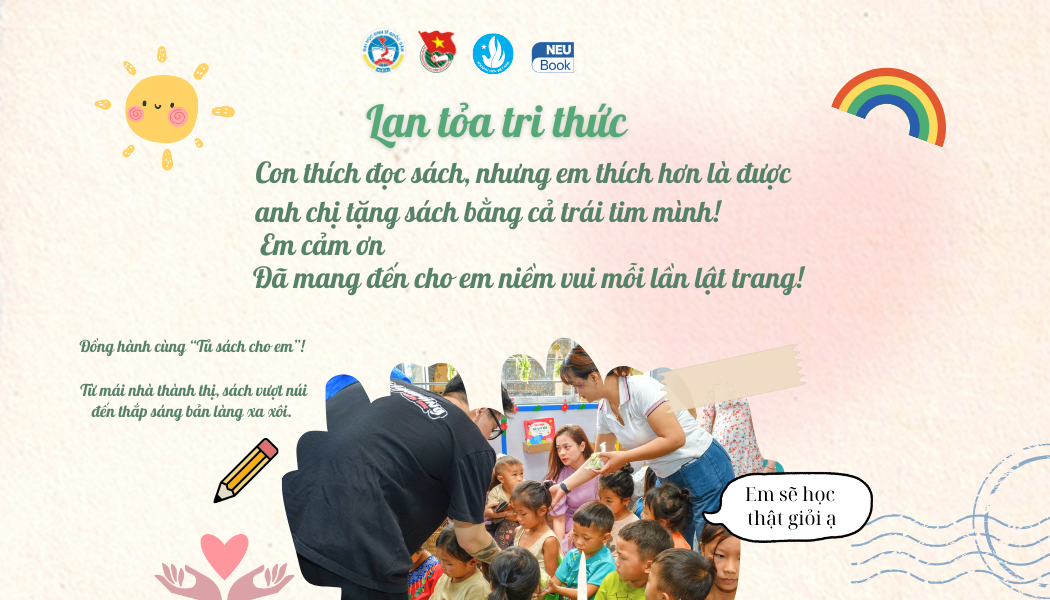 NEU
Book
Lan tỏa tri thức
Con thích đọc sách, nhưng em thích hơn là được
anh chị tặng sách bằng cả trái tim mình!
Em cảm ơn
Đã mang đến cho em niềm vui mỗi lần lật trang!
Đồng hành cùng “Tủ sách cho em”!
Từ mái nhà thành thị, sách vượt núi
đến thắp sáng bản làng xa xôi.
Em sẽ học
thật giỏi ạ